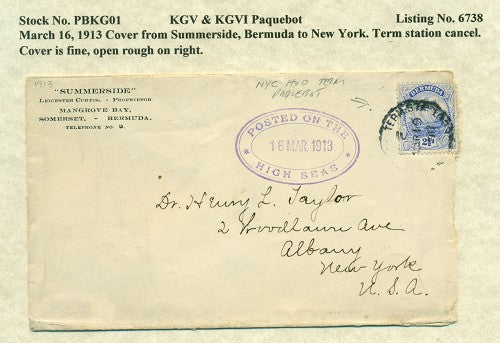 Stock No. PBKG01 KGV & KGVI Paquebot Listing No. 6738
March 16, 1913 Cover from Summerside, Bermuda to New York. Term station cancel.
Cover is fine, open rough on right.
1913
"SUMMERSIDE"
LEICESTER CURTIS. - PROPRIETOR
MANGROVE BAY,
SOMERSET, - BERMUDA.
TELEPHONE No. 9.
NYC H&D TERM
PAQUEBOT
BERMUDA
POSTED ON THE
16 MAR. 1913
HIGH SEAS
Dr. Henry L. Taylor
2 Woodlawn Ave
Albany
New York
U. S. A.